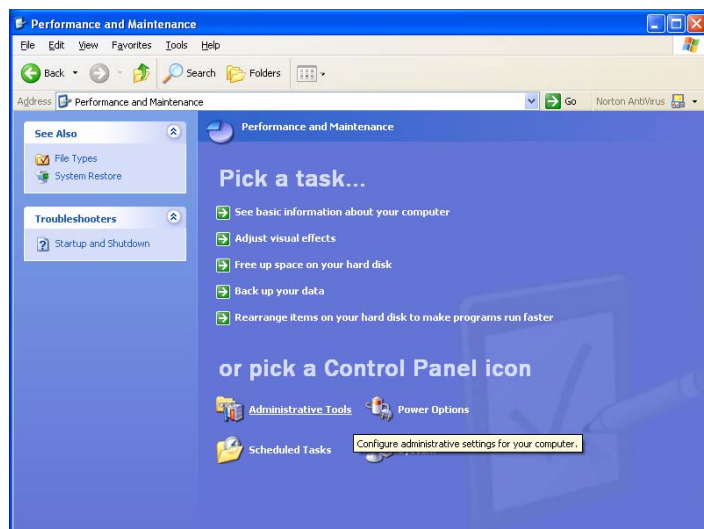 Performance and Maintenance
File Edit View Favorites Tools Help
Back Search Folders
Address Performance and Maintenance Go Norton AntiVirus
See Also
File Types
System Restore
Troubleshooters
Startup and Shutdown
Performance and Maintenance
Pick a task...
See basic information about your computer
Adjust visual effects
Free up space on your hard disk
Back up your data
Rearrange items on your hard disk to make programs run faster
or pick a Control Panel icon
Administrative Tools Power Options
Configure administrative settings for your computer.
Scheduled Tasks